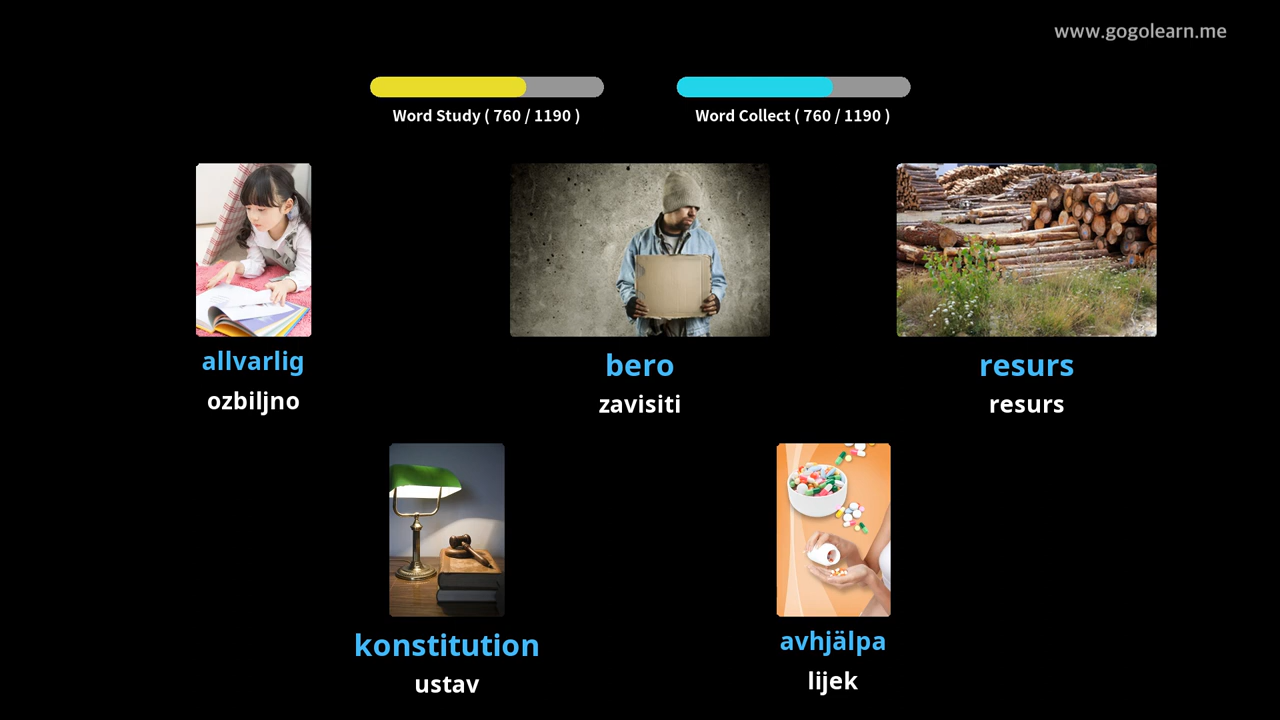 www.gogolearn.me
Word Study ( 760 / 1190 )
Word Collect ( 760 / 1190 )
allvarlig
ozbiljno
bero
zavisiti
resurs
resurs
konstitution
ustav
avhjälpa
lijek